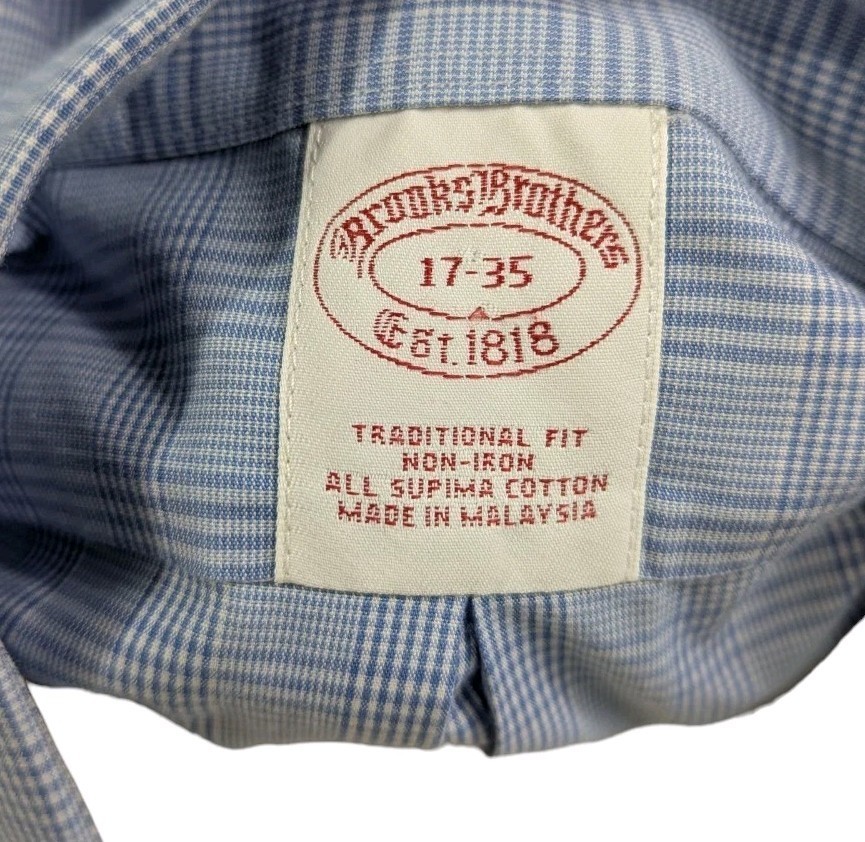 Brooks Brothers
17-35
Est. 1818
TRADITIONAL FIT
NON-IRON
ALL SUPIMA COTTON
MADE IN MALAYSIA